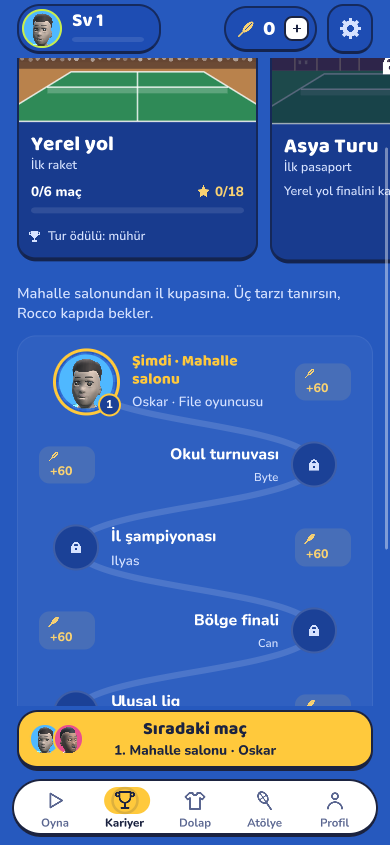 Sv 1
0
+
Yerel yol
İlk raket
0/6 maç
0/18
Tur ödülü: mühür
Asya Turu
İlk pasaport
Yerel yol finalini
Mahalle salonundan il kupasına. Üç tarzı tanırsın,
Rocco kapıda bekler.
Şimdi · Mahalle
salonu
Oskar · File oyuncusu
1
+60
Okul turnuvası
Byte
+60
İl şampiyonası
Ilyas
+60
Bölge finali
Can
+60
Ulusal lig
Sıradaki maç
1. Mahalle salonu · Oskar
Oyna
Kariyer
Dolap
Atölye
Profil